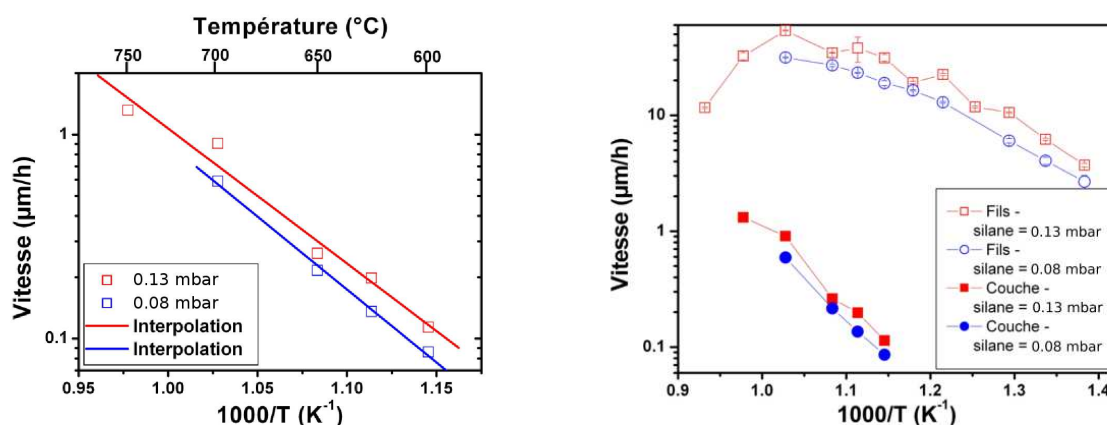 Température (°C)
750 700 650 600
1
0.1
Vitesse (µm/h)
0.13 mbar
0.08 mbar
Interpolation
Interpolation
0.95 1.00 1.05 1.10 1.15
1000/T (K⁻¹)
10
1
0.1
Vitesse (µm/h)
Fils -
silane = 0.13 mbar
Fils -
silane = 0.08 mbar
Couche -
silane = 0.13 mbar
Couche -
silane = 0.08 mbar
0.9 1.0 1.1 1.2 1.3 1.4
1000/T (K⁻¹)